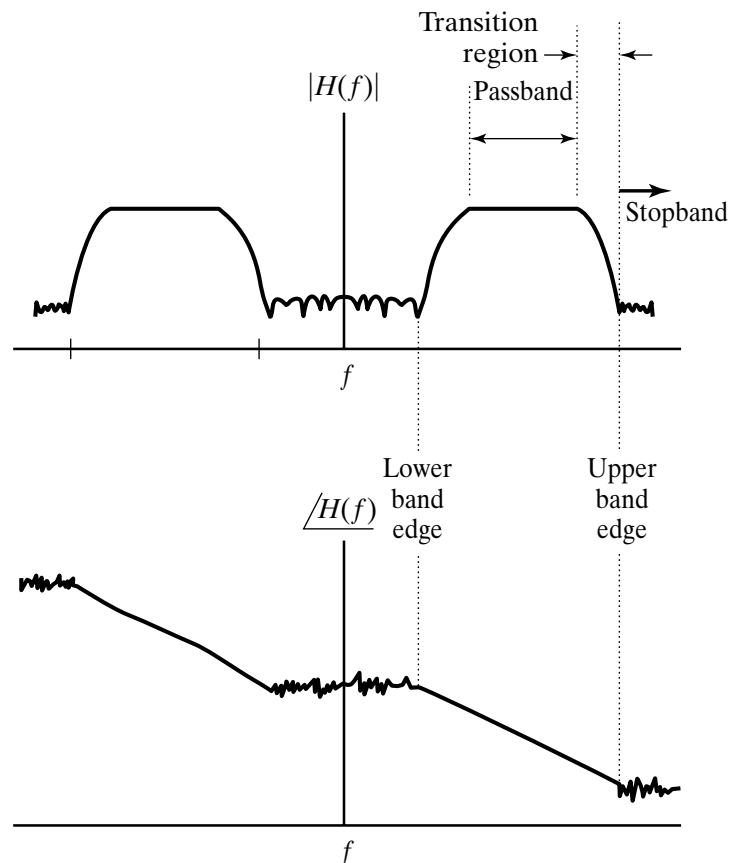 Transition
region
|H(f)|
Passband
Stopband
f
Lower
band
edge
Upper
band
edge
/H(f)
f